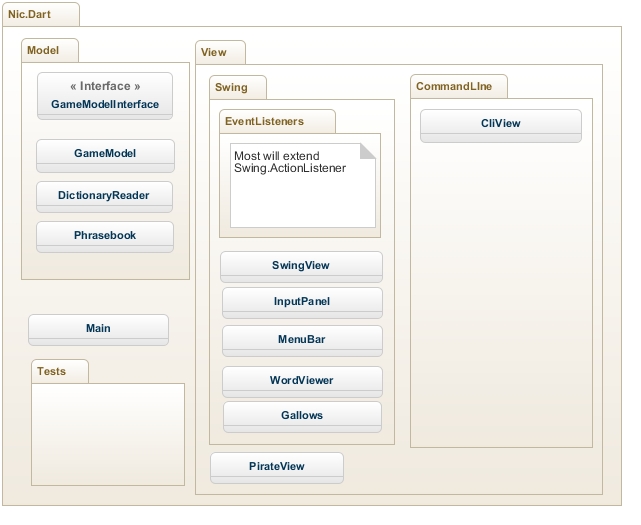 Nic.Dart
Model
« Interface »
GameModelInterface
GameModel
DictionaryReader
Phrasebook
Main
Tests
View
Swing
EventListeners
Most will extend
Swing.ActionListener
SwingView
InputPanel
MenuBar
WordViewer
Gallows
PirateView
CommandLIne
CliView